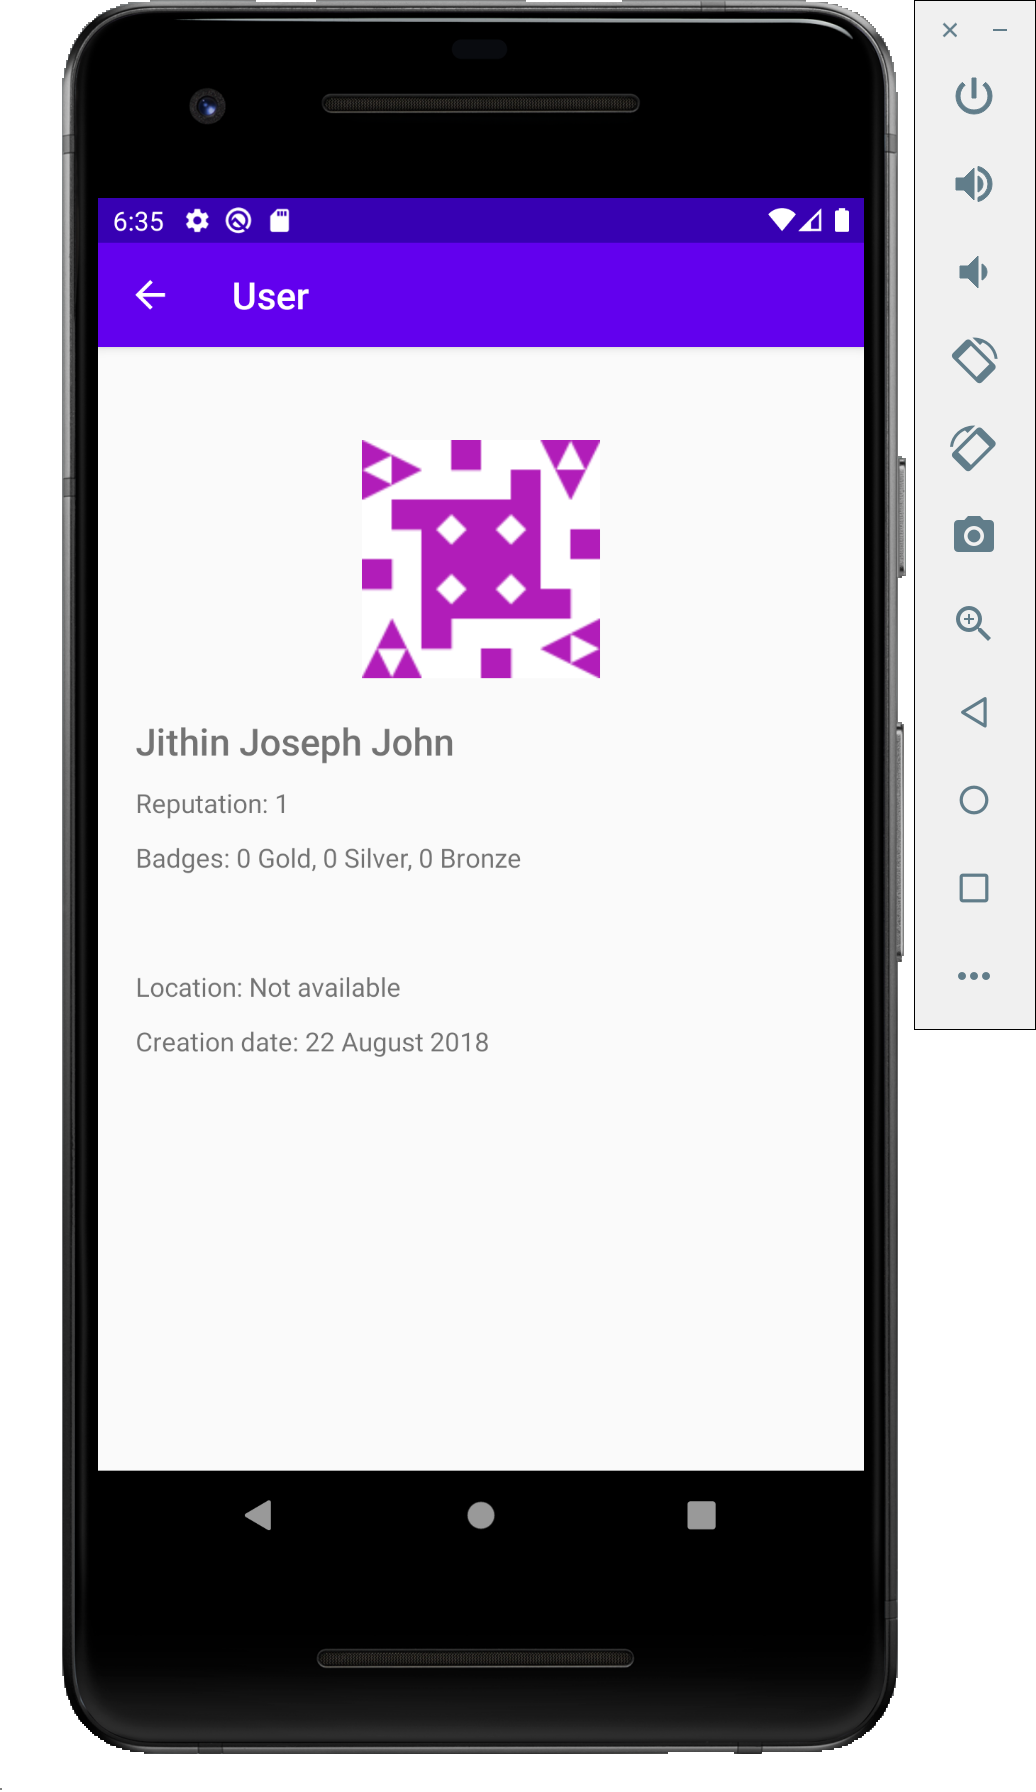 6:35
User
Jithin Joseph John
Reputation: 1
Badges: 0 Gold, 0 Silver, 0 Bronze
Location: Not available
Creation date: 22 August 2018